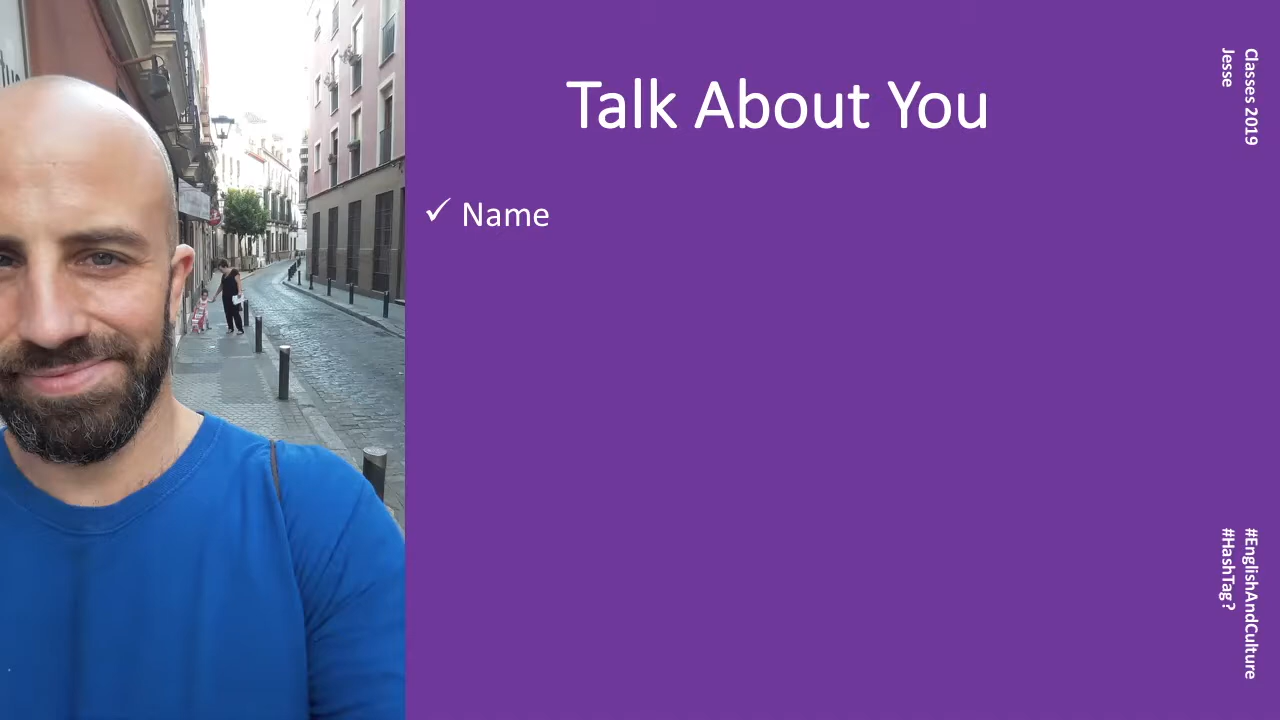 Talk About You
✓ Name
Classes 2019
Jesse
#EnglishAndCulture
#HashTag?